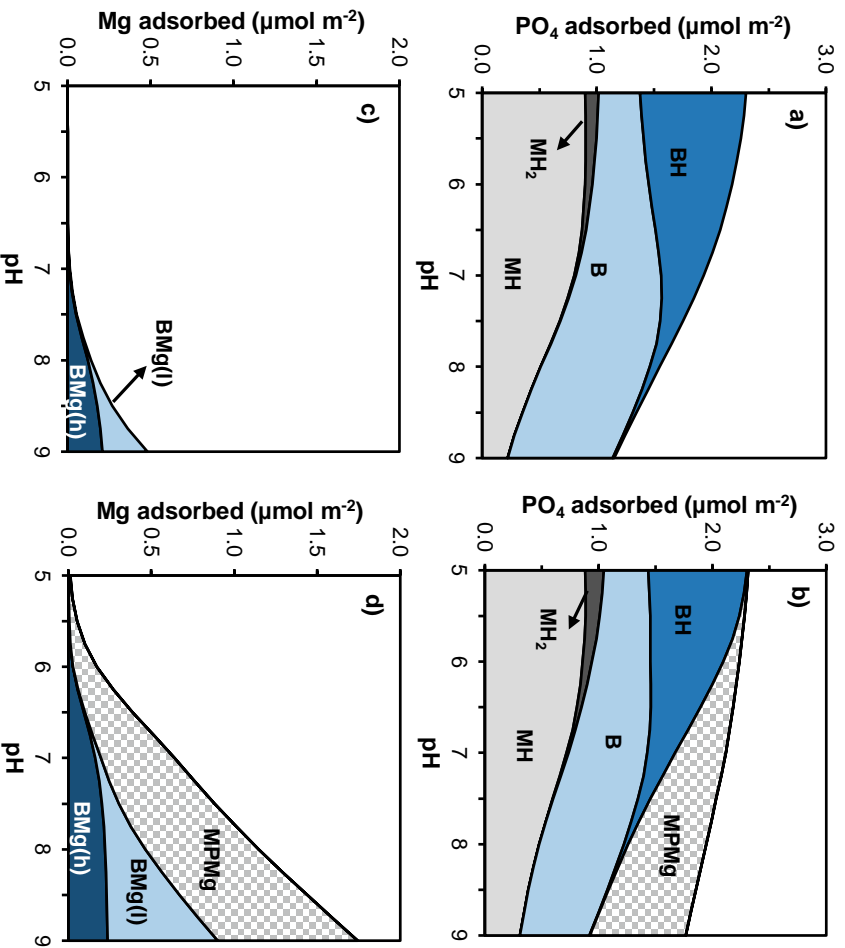 a)
PO₄ adsorbed (µmol m⁻²)
3.0
2.0
1.0
0.0
BH
B
MH₂
MH
5 6 7 8 9
pH
b)
PO₄ adsorbed (µmol m⁻²)
3.0
2.0
1.0
0.0
BH
MPMg
B
MH₂
MH
5 6 7 8 9
pH
c)
Mg adsorbed (µmol m⁻²)
2.0
1.5
1.0
0.5
0.0
BMg(l)
BMg(h)
5 6 7 8 9
pH
d)
Mg adsorbed (µmol m⁻²)
2.0
1.5
1.0
0.5
0.0
MPMg
BMg(l)
BMg(h)
5 6 7 8 9
pH